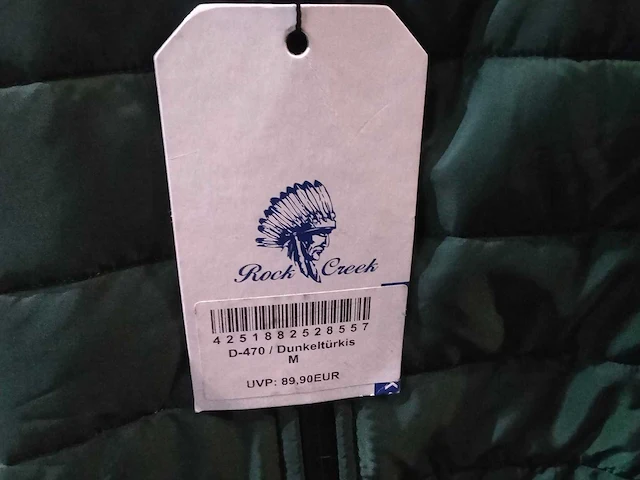 Rock Creek
4251882528557
D-470 / Dunkeltürkis
M
UVP: 89,90EUR